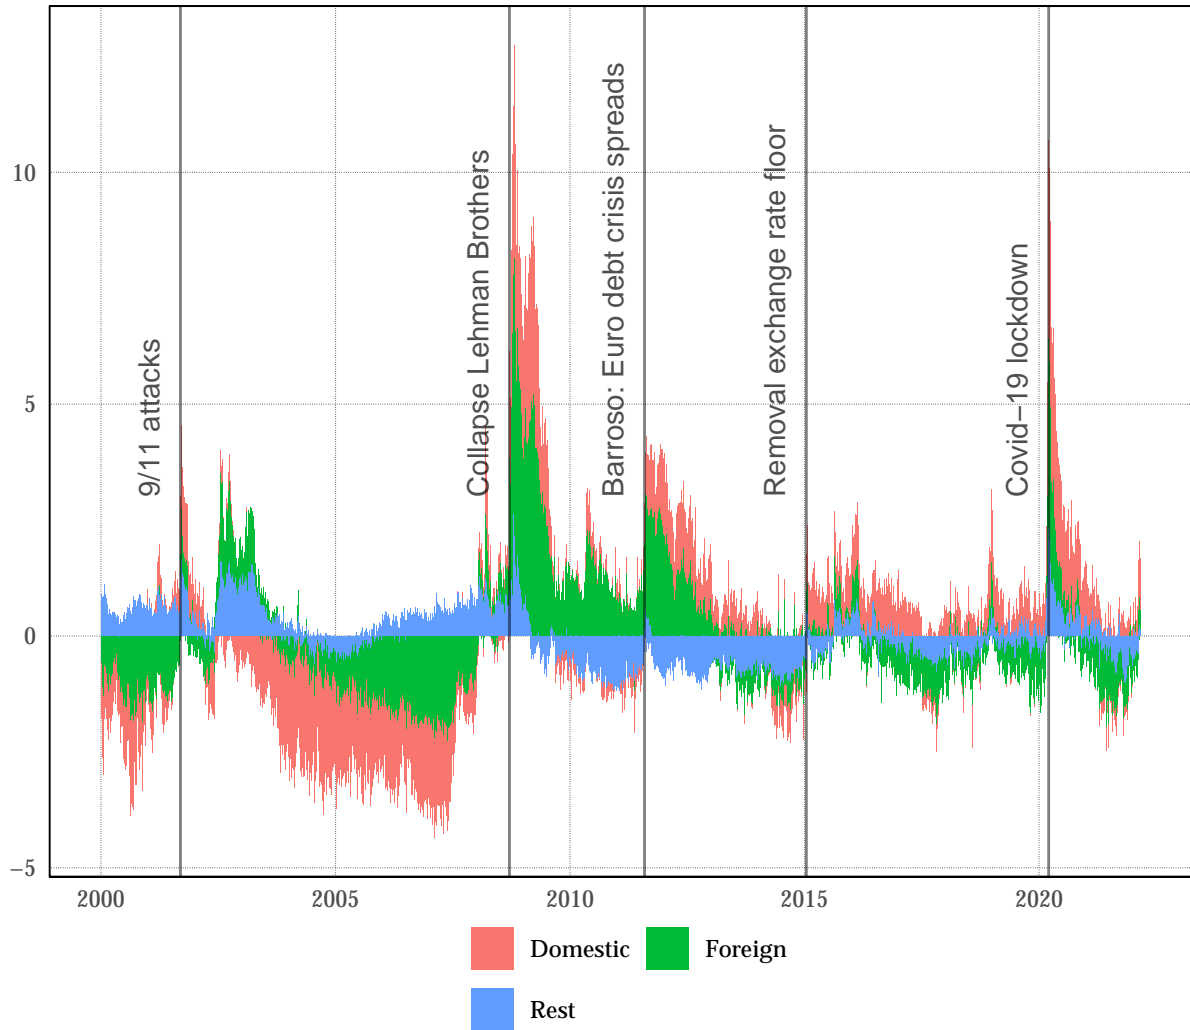 10
5
0
−5
9/11 attacks
Collapse Lehman Brothers
Barroso: Euro debt crisis spreads
Removal exchange rate floor
Covid−19 lockdown
2000
2005
2010
2015
2020
Domestic
Foreign
Rest